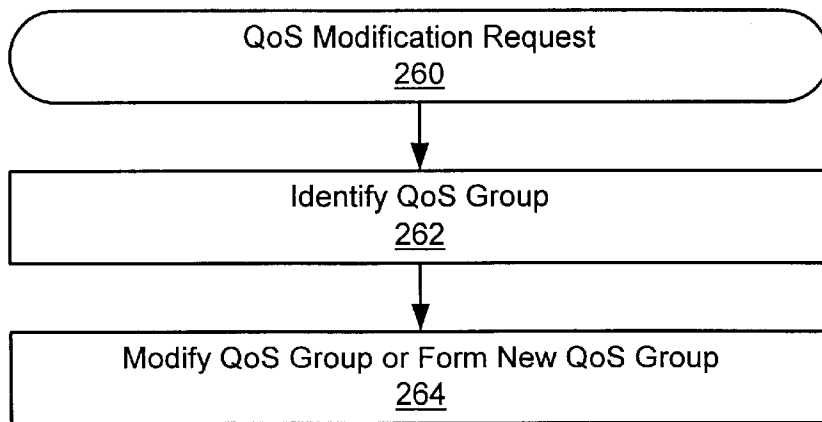 QoS Modification Request
260
Identify QoS Group
262
Modify QoS Group or Form New QoS Group
264